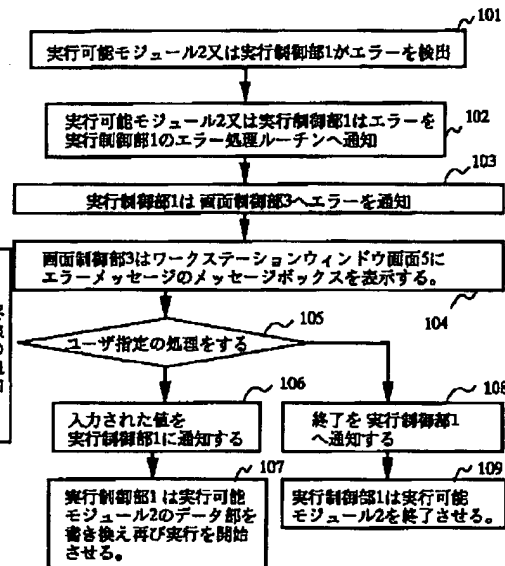 101
実行可能モジュール2又は実行制御部1がエラーを検出
実行可能モジュール2又は実行制御部1はエラーを
実行制御部1のエラー処理ルーチンへ通知
102
103
実行制御部1は 画面制御部3へエラーを通知
画面制御部3はワークステーションウィンドウ画面5に
エラーメッセージのメッセージボックスを表示する。
104
105
ユーザ指定の処理をする
106
入力された値を
実行制御部1に通知する
108
終了を 実行制御部1
へ通知する
107
実行制御部1 は実行可能
モジュール2のデータ部を
書き換え再び実行を開始
させる。
109
実行制御部1は実行可能
モジュール2を終了させる。